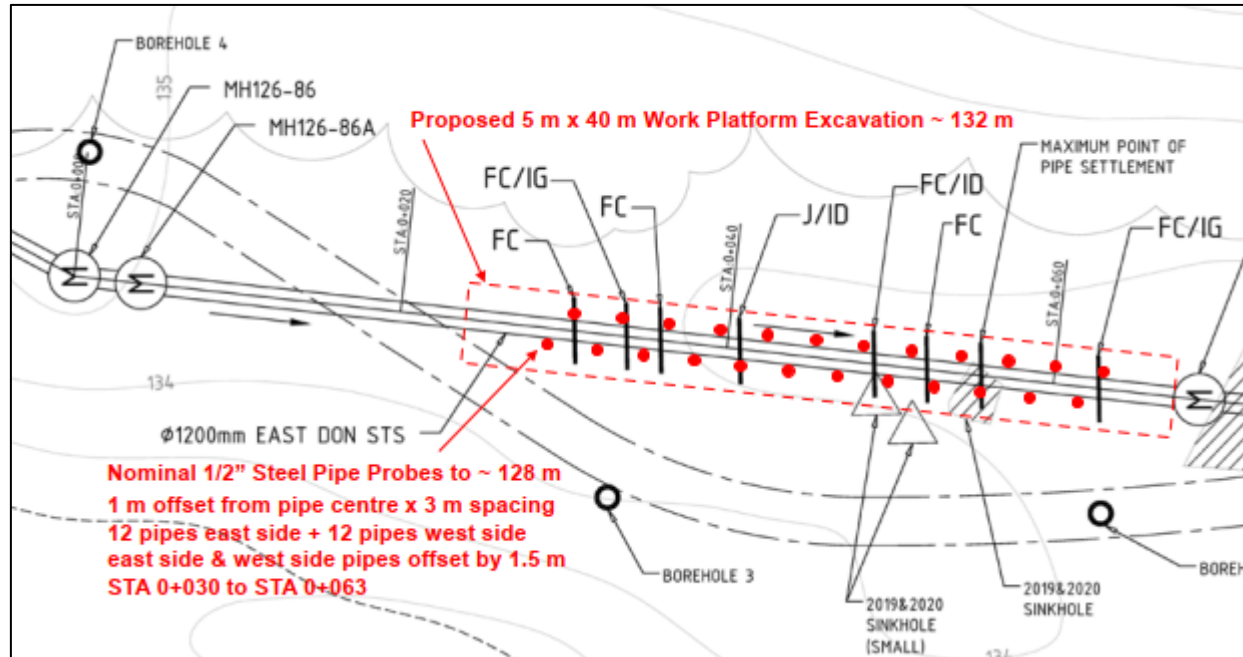 BOREHOLE 4
135
MH126-86
MH126-86A
Proposed 5 m x 40 m Work Platform Excavation ~ 132 m
MAXIMUM POINT OF
PIPE SETTLEMENT
FC/IG
FC/ID
FC
J/ID
FC
FC/IG
FC
STA:0+000
STA:0+020
STA:0+040
STA:0+060
134
Ø1200mm EAST DON STS
Nominal 1/2" Steel Pipe Probes to ~ 128 m
1 m offset from pipe centre x 3 m spacing
12 pipes east side + 12 pipes west side
east side & west side pipes offset by 1.5 m
STA 0+030 to STA 0+063
BOREHOLE 3
2019&2020
SINKHOLE
(SMALL)
2019&2020
SINKHOLE
BOREH
134